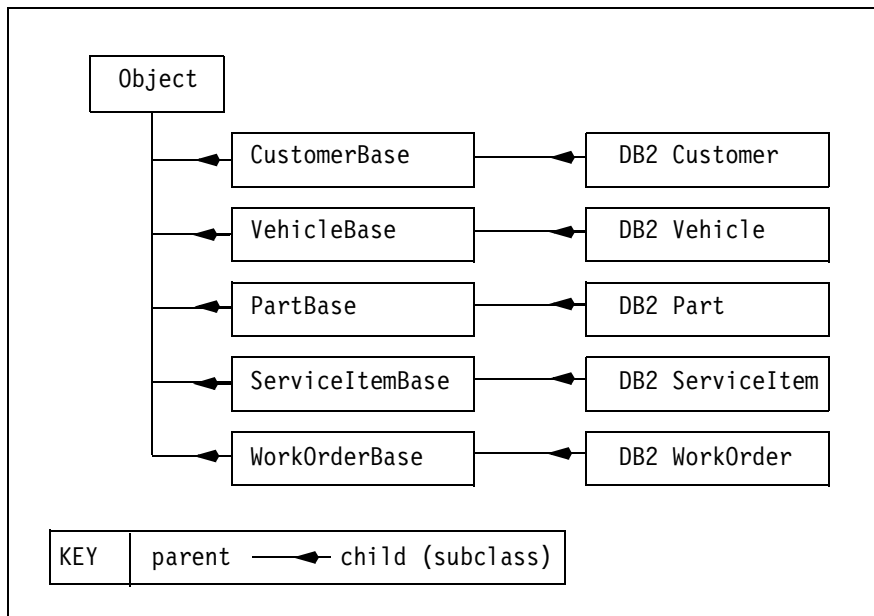 Object
CustomerBase DB2 Customer
VehicleBase DB2 Vehicle
PartBase DB2 Part
ServiceItemBase DB2 ServiceItem
WorkOrderBase DB2 WorkOrder
KEY parent child (subclass)